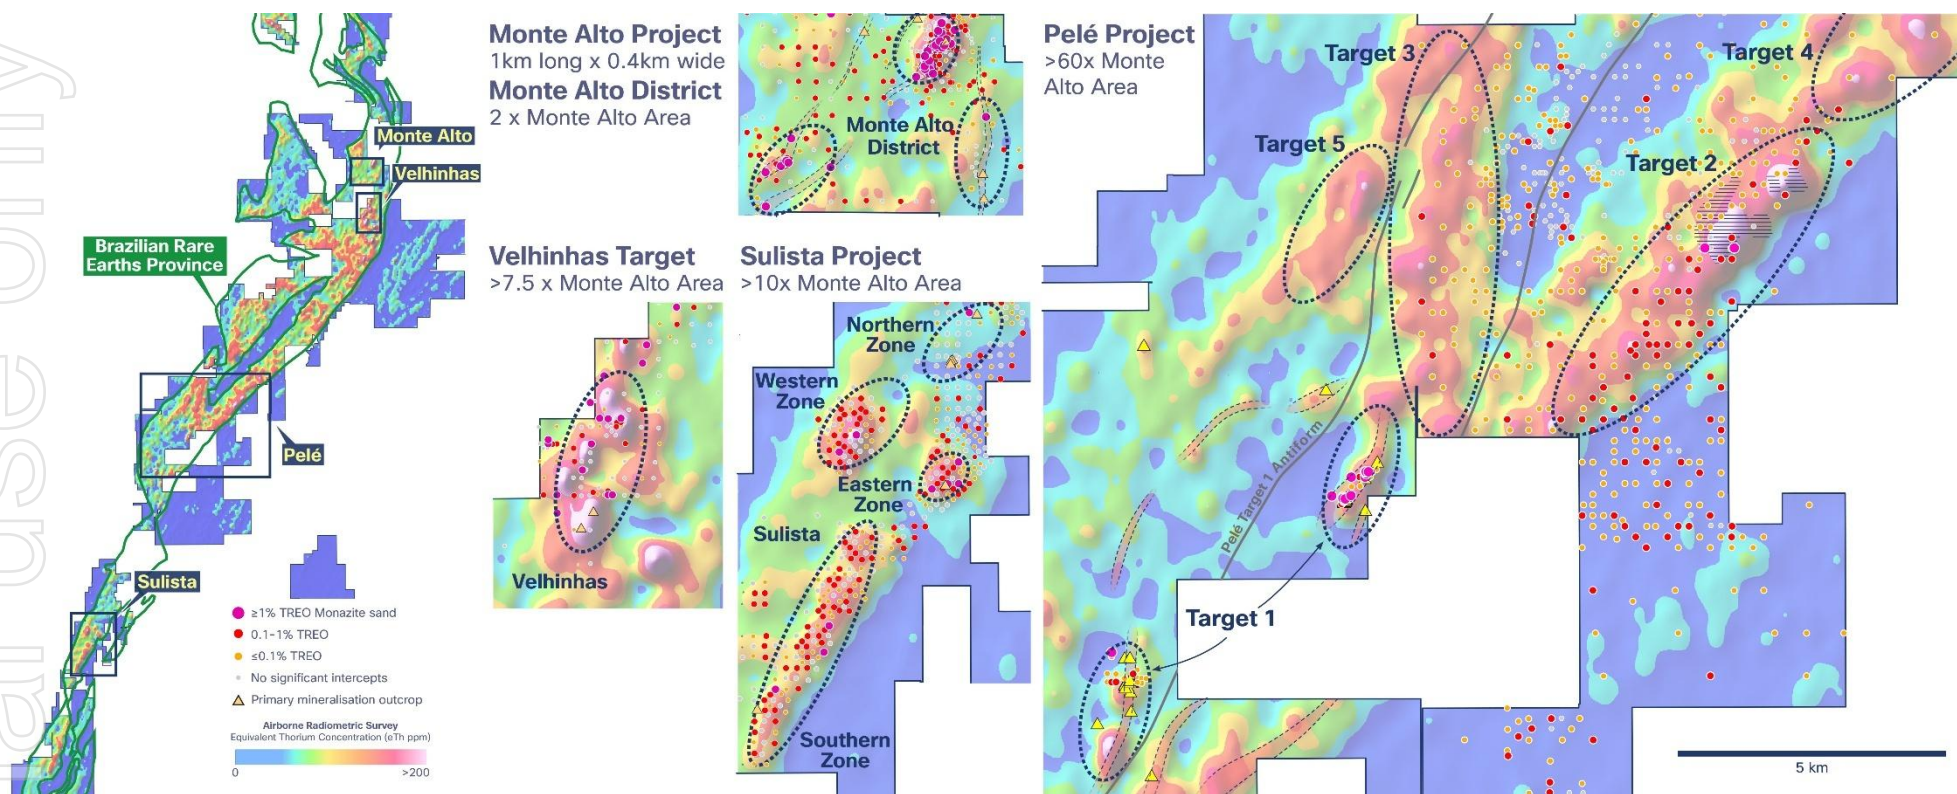 Monte Alto
Velhinhas
Brazilian Rare
Earths Province
Pelé
Sulista
≥1% TREO Monazite sand
0.1–1% TREO
≤0.1% TREO
No significant intercepts
Primary mineralisation outcrop
Airborne Radiometric Survey
Equivalent Thorium Concentration (eTh ppm)
0
>200
Monte Alto Project
1km long x 0.4km wide
Monte Alto District
2 x Monte Alto Area
Monte Alto
District
Velhinhas Target
>7.5 x Monte Alto Area
Velhinhas
Sulista Project
>10x Monte Alto Area
Northern
Zone
Western
Zone
Eastern
Zone
Sulista
Southern
Zone
Pelé Project
>60x Monte
Alto Area
Target 3
Target 4
Target 5
Target 2
Pelé Target 1 Antiform
Target 1
5 km